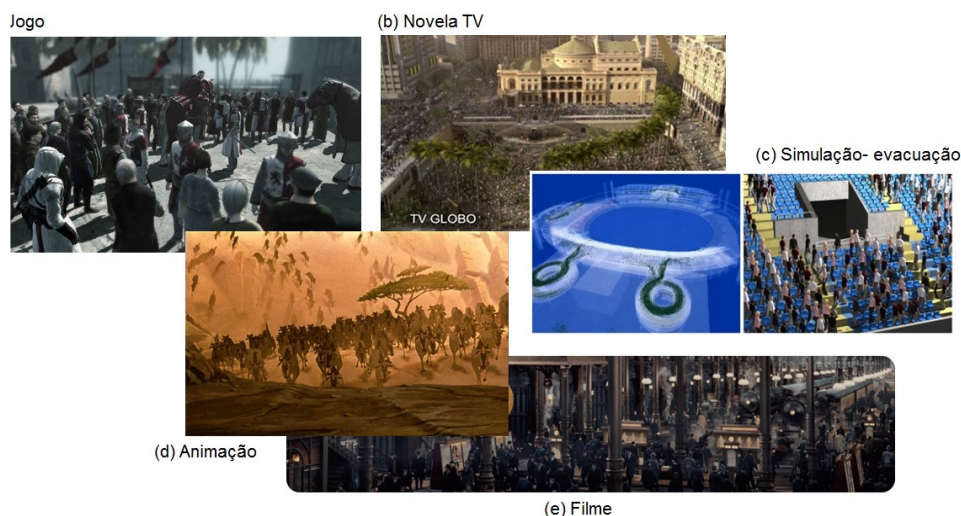 Jogo
(b) Novela TV
(c) Simulação- evacuação
TV GLOBO
(d) Animação
(e) Filme